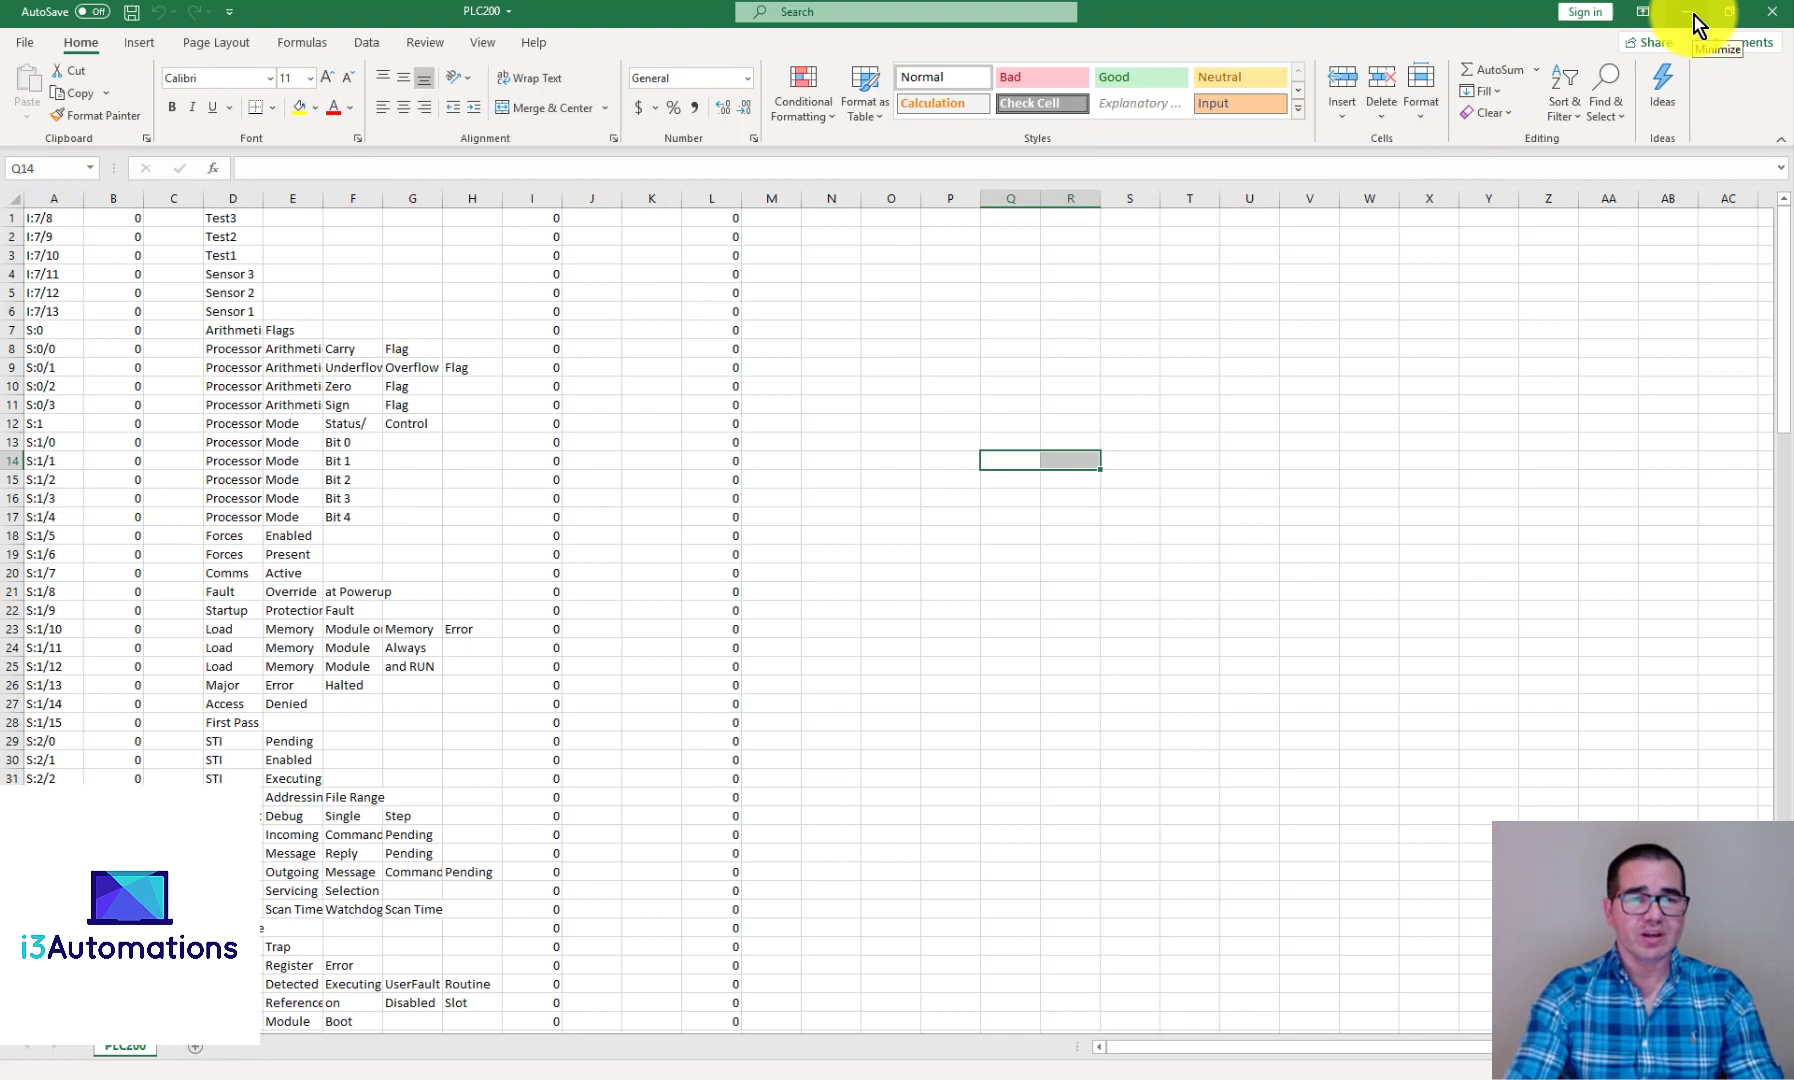 AutoSave Off PLC200 Search Sign in
File Home Insert Page Layout Formulas Data Review View Help Share ments
Minimize
Paste Cut Copy Format Painter Clipboard
Calibri 11 A A B I U A Font
Wrap Text Merge & Center Alignment
General $ % Number
Conditional Formatting Format as Table Normal Bad Good Neutral Calculation Check Cell Explanatory ... Input Styles
Insert Delete Format Cells
AutoSum Fill Clear Sort & Filter Find & Select Editing
Ideas Ideas
Q14 fx
A B C D E F G H I J K L M N O P Q R S T U V W X Y Z AA AB AC
1 I:7/8 0 Test3 0 0
2 I:7/9 0 Test2 0 0
3 I:7/10 0 Test1 0 0
4 I:7/11 0 Sensor 3 0 0
5 I:7/12 0 Sensor 2 0 0
6 I:7/13 0 Sensor 1 0 0
7 S:0 0 Arithmeti Flags 0 0
8 S:0/0 0 Processor Arithmeti Carry Flag 0 0
9 S:0/1 0 Processor Arithmeti Underflow Overflow Flag 0 0
10 S:0/2 0 Processor Arithmeti Zero Flag 0 0
11 S:0/3 0 Processor Arithmeti Sign Flag 0 0
12 S:1 0 Processor Mode Status/ Control 0 0
13 S:1/0 0 Processor Mode Bit 0 0 0
14 S:1/1 0 Processor Mode Bit 1 0 0
15 S:1/2 0 Processor Mode Bit 2 0 0
16 S:1/3 0 Processor Mode Bit 3 0 0
17 S:1/4 0 Processor Mode Bit 4 0 0
18 S:1/5 0 Forces Enabled 0 0
19 S:1/6 0 Forces Present 0 0
20 S:1/7 0 Comms Active 0 0
21 S:1/8 0 Fault Override at Powerup 0 0
22 S:1/9 0 Startup Protection Fault 0 0
23 S:1/10 0 Load Memory Module or Memory Error 0 0
24 S:1/11 0 Load Memory Module Always 0 0
25 S:1/12 0 Load Memory Module and RUN 0 0
26 S:1/13 0 Major Error Halted 0 0
27 S:1/14 0 Access Denied 0 0
28 S:1/15 0 First Pass 0 0
29 S:2/0 0 STI Pending 0 0
30 S:2/1 0 STI Enabled 0 0
31 S:2/2 0 STI Executing 0 0
Addressin File Range 0 0
Debug Single Step 0 0
Incoming Command Pending 0 0
Message Reply Pending 0 0
Outgoing Message Command Pending 0 0
Servicing Selection 0 0
Scan Time Watchdog Scan Time 0 0
0 0
Trap 0 0
Register Error 0 0
Detected Executing UserFault Routine 0 0
Reference on Disabled Slot 0 0
Module Boot 0 0
i3Automations
PLC200